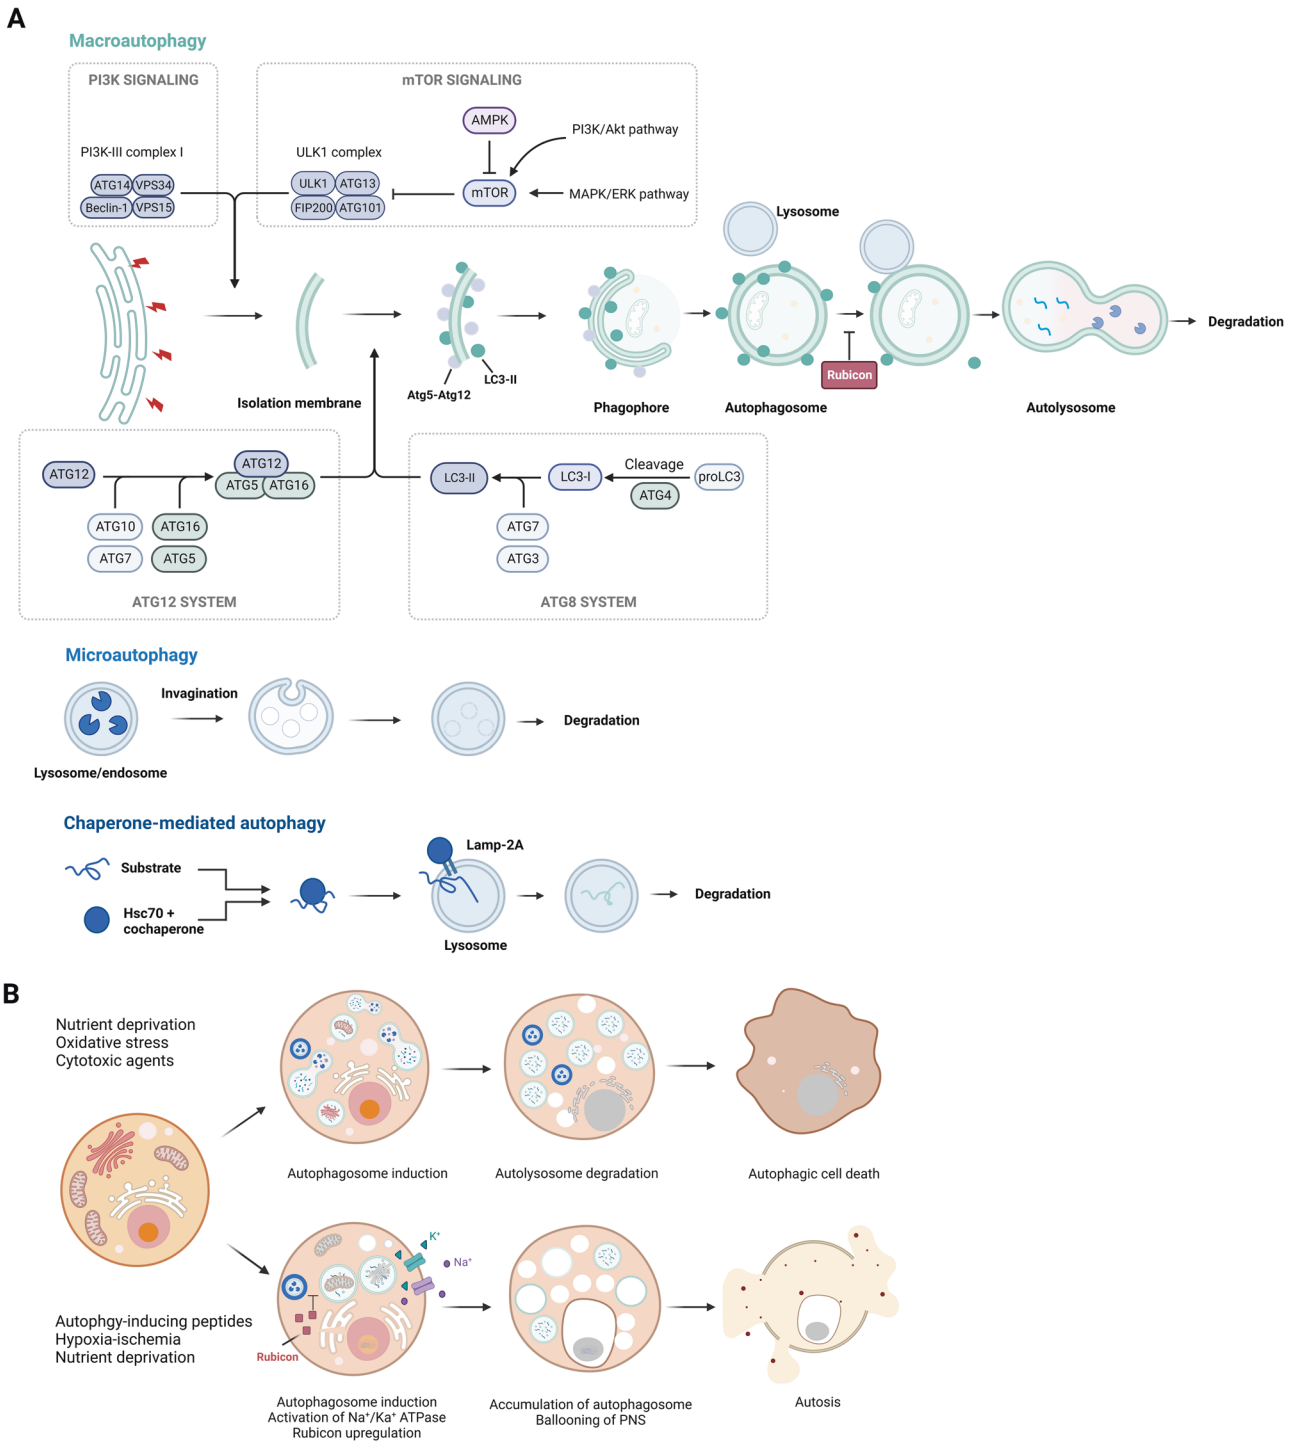 A
Macroautophagy
PI3K SIGNALING
mTOR SIGNALING
AMPK
PI3K/Akt pathway
PI3K-III complex I
ULK1 complex
ATG14 VPS34
Beclin-1 VPS15
ULK1 ATG13
FIP200 ATG101
mTOR
MAPK/ERK pathway
Lysosome
Degradation
Rubicon
LC3-II
Atg5-Atg12
Isolation membrane
Phagophore
Autophagosome
Autolysosome
ATG12
ATG12
ATG5 ATG16
ATG10
ATG16
ATG7
ATG5
ATG12 SYSTEM
LC3-II
LC3-I
Cleavage
proLC3
ATG4
ATG7
ATG3
ATG8 SYSTEM
Microautophagy
Invagination
Degradation
Lysosome/endosome
Chaperone-mediated autophagy
Substrate
Hsc70 +
cochaperone
Lamp-2A
Lysosome
Degradation
B
Nutrient deprivation
Oxidative stress
Cytotoxic agents
Autophagosome induction
Autolysosome degradation
Autophagic cell death
K⁺
Na⁺
Autophgy-inducing peptides
Hypoxia-ischemia
Nutrient deprivation
Rubicon
Autophagosome induction
Activation of Na⁺/Ka⁺ ATPase
Rubicon upregulation
Accumulation of autophagosome
Ballooning of PNS
Autosis